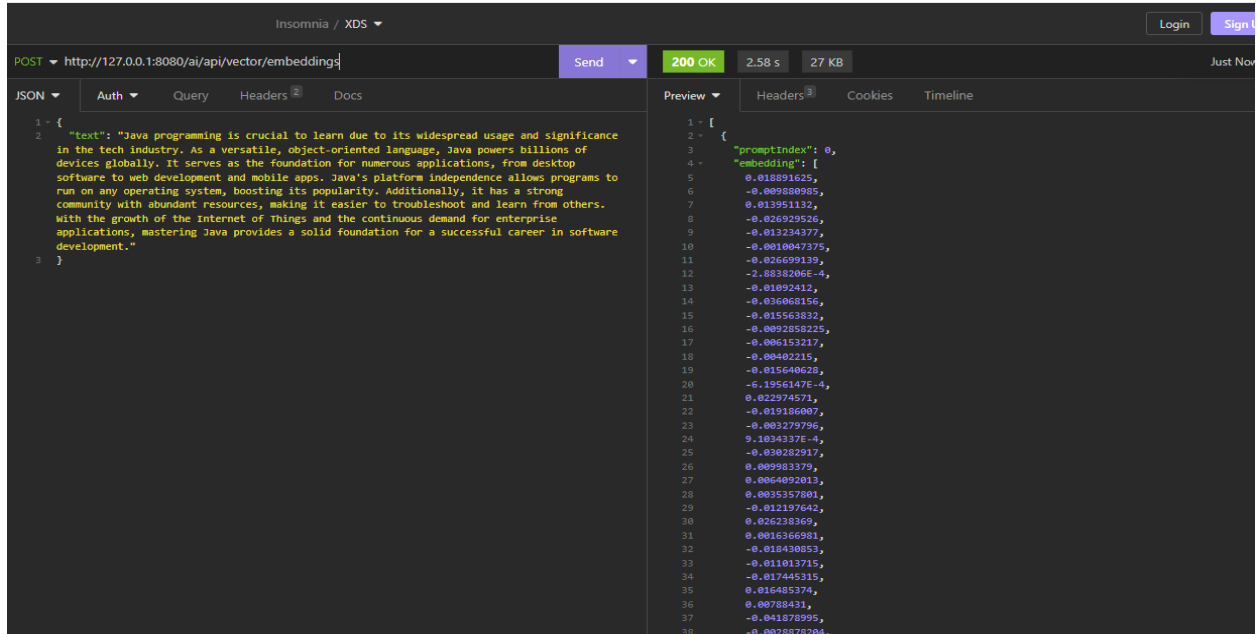 Insomnia / XDS
Login
Sign U
POST http://127.0.0.1:8080/ai/api/vector/embeddings
Send
200 OK
2.58 s
27 KB
Just Now
JSON
Auth
Query
Headers 2
Docs
Preview
Headers 3
Cookies
Timeline
1 {
2 "text": "Java programming is crucial to learn due to its widespread usage and significance
in the tech industry. As a versatile, object-oriented language, Java powers billions of
devices globally. It serves as the foundation for numerous applications, from desktop
software to web development and mobile apps. Java's platform independence allows programs to
run on any operating system, boosting its popularity. Additionally, it has a strong
community with abundant resources, making it easier to troubleshoot and learn from others.
With the growth of the Internet of Things and the continuous demand for enterprise
applications, mastering Java provides a solid foundation for a successful career in software
development."
3 }
1 [
2 {
3 "promptIndex": 0,
4 "embedding": [
5 0.018891625,
6 -0.009880985,
7 0.013951132,
8 -0.026929526,
9 -0.013234377,
10 -0.0010047375,
11 -0.026699139,
12 -2.8838206E-4,
13 -0.01092412,
14 -0.036068156,
15 -0.015563832,
16 -0.0092858225,
17 -0.006153217,
18 -0.00402215,
19 -0.015640628,
20 -6.1956147E-4,
21 0.022974571,
22 -0.019186007,
23 -0.003279796,
24 9.1034337E-4,
25 -0.030282917,
26 0.009983379,
27 0.0064092013,
28 0.0035357801,
29 -0.012197642,
30 0.026238369,
31 0.0016366981,
32 -0.018430853,
33 -0.011013715,
34 -0.017445315,
35 0.016485374,
36 0.00788431,
37 -0.041878995,
38 -0.0028878204,